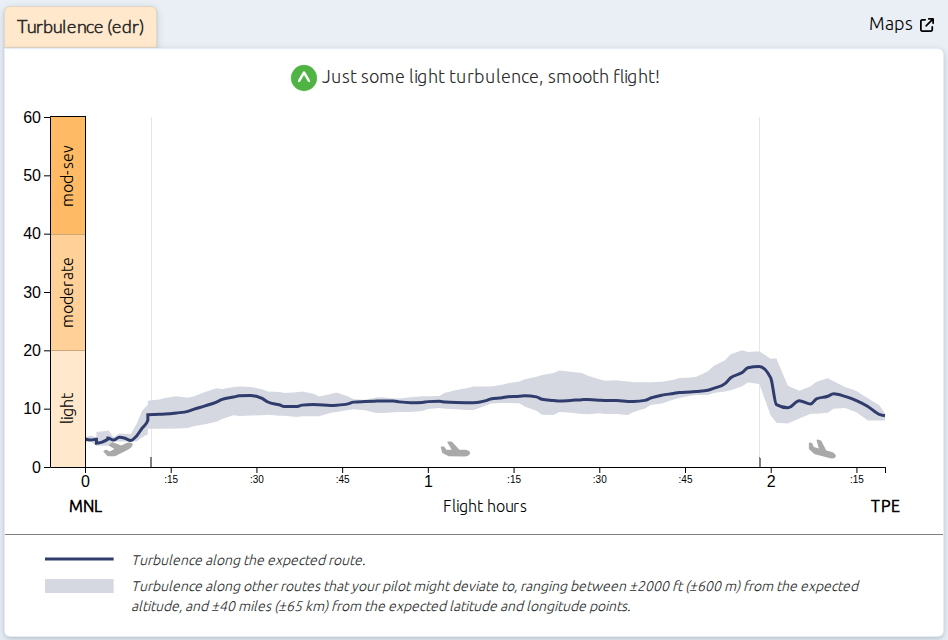 Turbulence (edr)
Maps
Just some light turbulence, smooth flight!
60
50
40
30
20
10
0
mod-sev
moderate
light
0 :15 :30 :45 1 :15 :30 :45 2 :15
MNL Flight hours TPE
Turbulence along the expected route.
Turbulence along other routes that your pilot might deviate to, ranging between ±2000 ft (±600 m) from the expected
altitude, and ±40 miles (±65 km) from the expected latitude and longitude points.